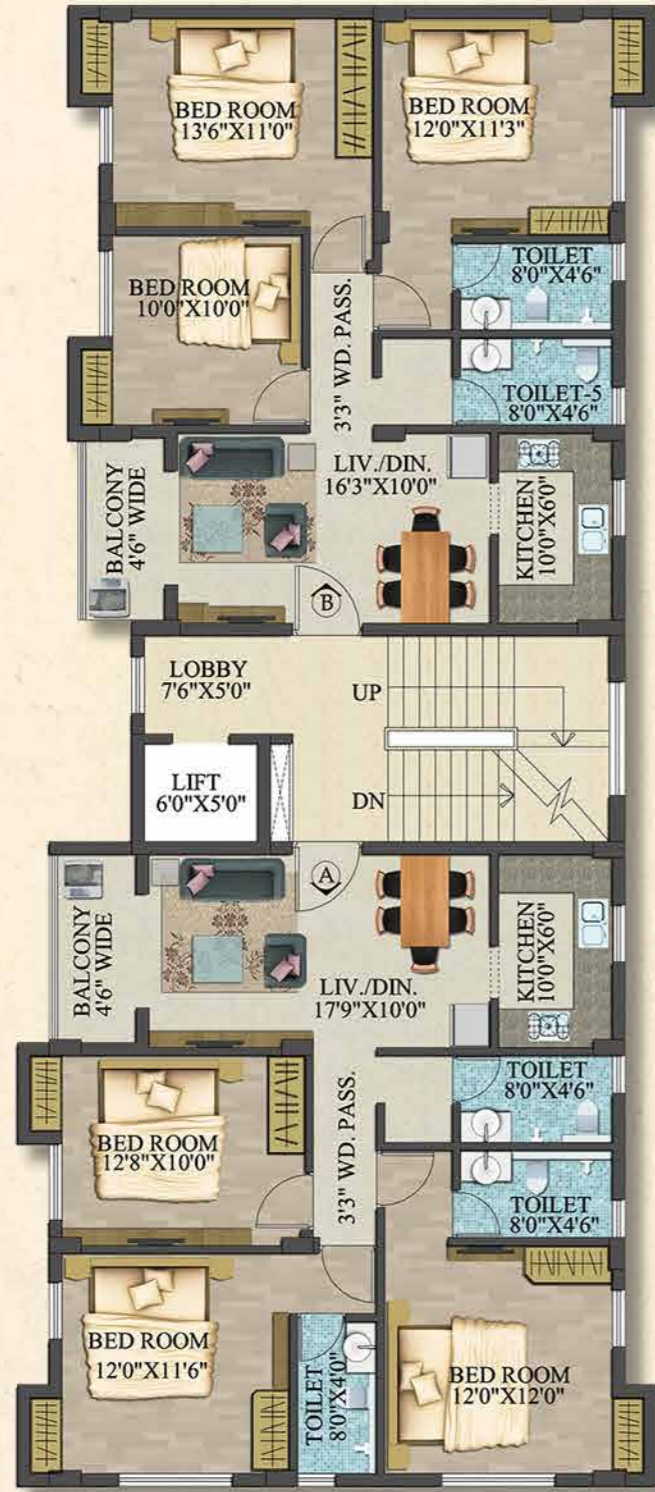 BED ROOM
13'6"X11'0"
BED ROOM
12'0"X11'3"
BED ROOM
10'0"X10'0"
TOILET
8'0"X4'6"
3'3" WD. PASS.
TOILET-5
8'0"X4'6"
BALCONY
4'6" WIDE
LIV./DIN.
16'3"X10'0"
KITCHEN
10'0"X6'0"
B
LOBBY
7'6"X5'0"
UP
LIFT
6'0"X5'0"
DN
A
BALCONY
4'6" WIDE
LIV./DIN.
17'9"X10'0"
KITCHEN
10'0"X6'0"
TOILET
8'0"X4'6"
3'3" WD. PASS.
BED ROOM
12'8"X10'0"
TOILET
8'0"X4'6"
BED ROOM
12'0"X11'6"
TOILET
8'0"X4'0"
BED ROOM
12'0"X12'0"